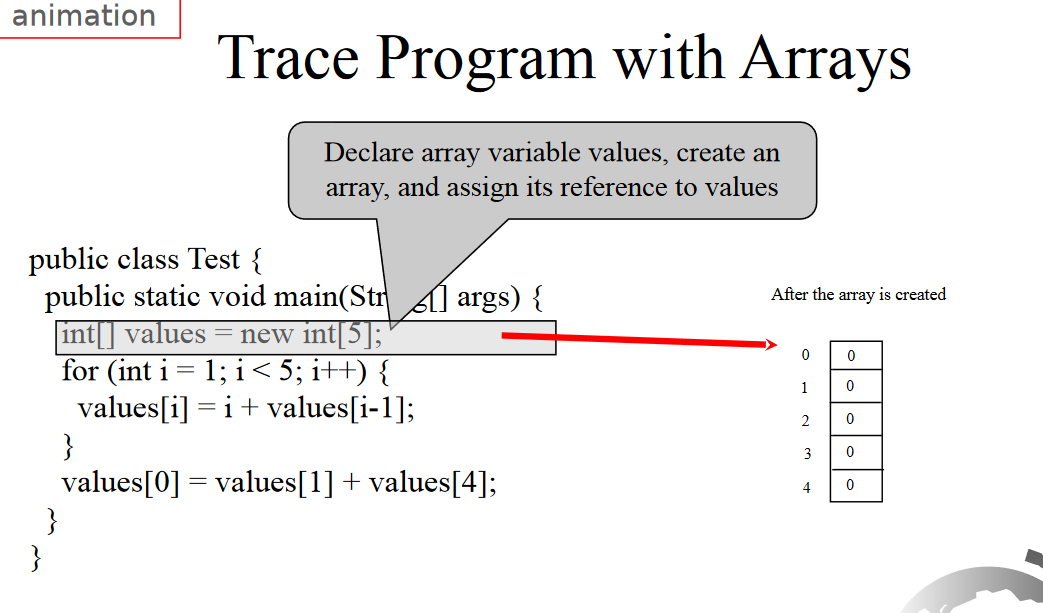 animation
Trace Program with Arrays
Declare array variable values, create an
array, and assign its reference to values
public class Test {
public static void main(Str g[] args) {
int[] values = new int[5];
for (int i = 1; i < 5; i++) {
values[i] = i + values[i-1];
}
values[0] = values[1] + values[4];
}
}
After the array is created
0 0
1 0
2 0
3 0
4 0